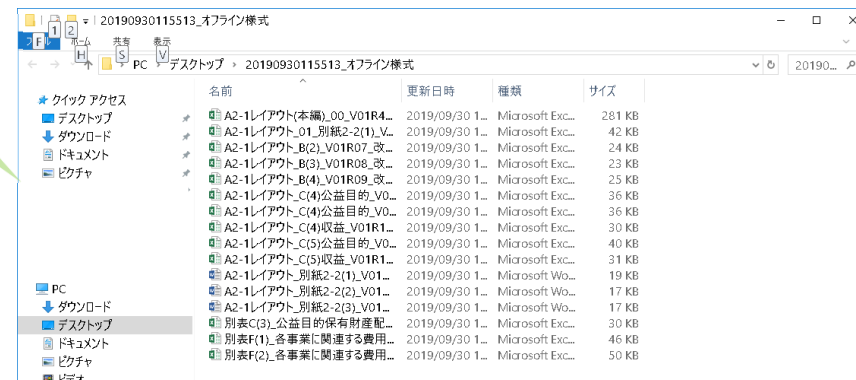 20190930115513_オフライン様式
1 2
F ホーム 共有 表示
H S V
PC › デスクトップ › 20190930115513_オフライン様式
20190...
名前 更新日時 種類 サイズ
クイック アクセス
デスクトップ
ダウンロード
ドキュメント
ピクチャ
A2-1レイアウト(本編)_00_V01R4... 2019/09/30 1... Microsoft Exc... 281 KB
A2-1レイアウト_01_別紙2-2(1)_V... 2019/09/30 1... Microsoft Exc... 42 KB
A2-1レイアウト_B(2)_V01R07_改... 2019/09/30 1... Microsoft Exc... 24 KB
A2-1レイアウト_B(3)_V01R08_改... 2019/09/30 1... Microsoft Exc... 23 KB
A2-1レイアウト_B(4)_V01R09_改... 2019/09/30 1... Microsoft Exc... 25 KB
A2-1レイアウト_C(4)公益目的_V0... 2019/09/30 1... Microsoft Exc... 36 KB
A2-1レイアウト_C(4)公益目的_V0... 2019/09/30 1... Microsoft Exc... 36 KB
A2-1レイアウト_C(4)収益_V01R1... 2019/09/30 1... Microsoft Exc... 30 KB
A2-1レイアウト_C(5)公益目的_V0... 2019/09/30 1... Microsoft Exc... 40 KB
A2-1レイアウト_C(5)収益_V01R1... 2019/09/30 1... Microsoft Exc... 31 KB
A2-1レイアウト_別紙2-2(1)_V01... 2019/09/30 1... Microsoft Wo... 19 KB
A2-1レイアウト_別紙2-2(2)_V01... 2019/09/30 1... Microsoft Wo... 17 KB
A2-1レイアウト_別紙2-2(3)_V01... 2019/09/30 1... Microsoft Wo... 17 KB
別表C(3)_公益目的保有財産配... 2019/09/30 1... Microsoft Exc... 30 KB
別表F(1)_各事業に関連する費用... 2019/09/30 1... Microsoft Exc... 46 KB
別表F(2)_各事業に関連する費用... 2019/09/30 1... Microsoft Exc... 50 KB
PC
ダウンロード
デスクトップ
ドキュメント
ピクチャ
ビデオ